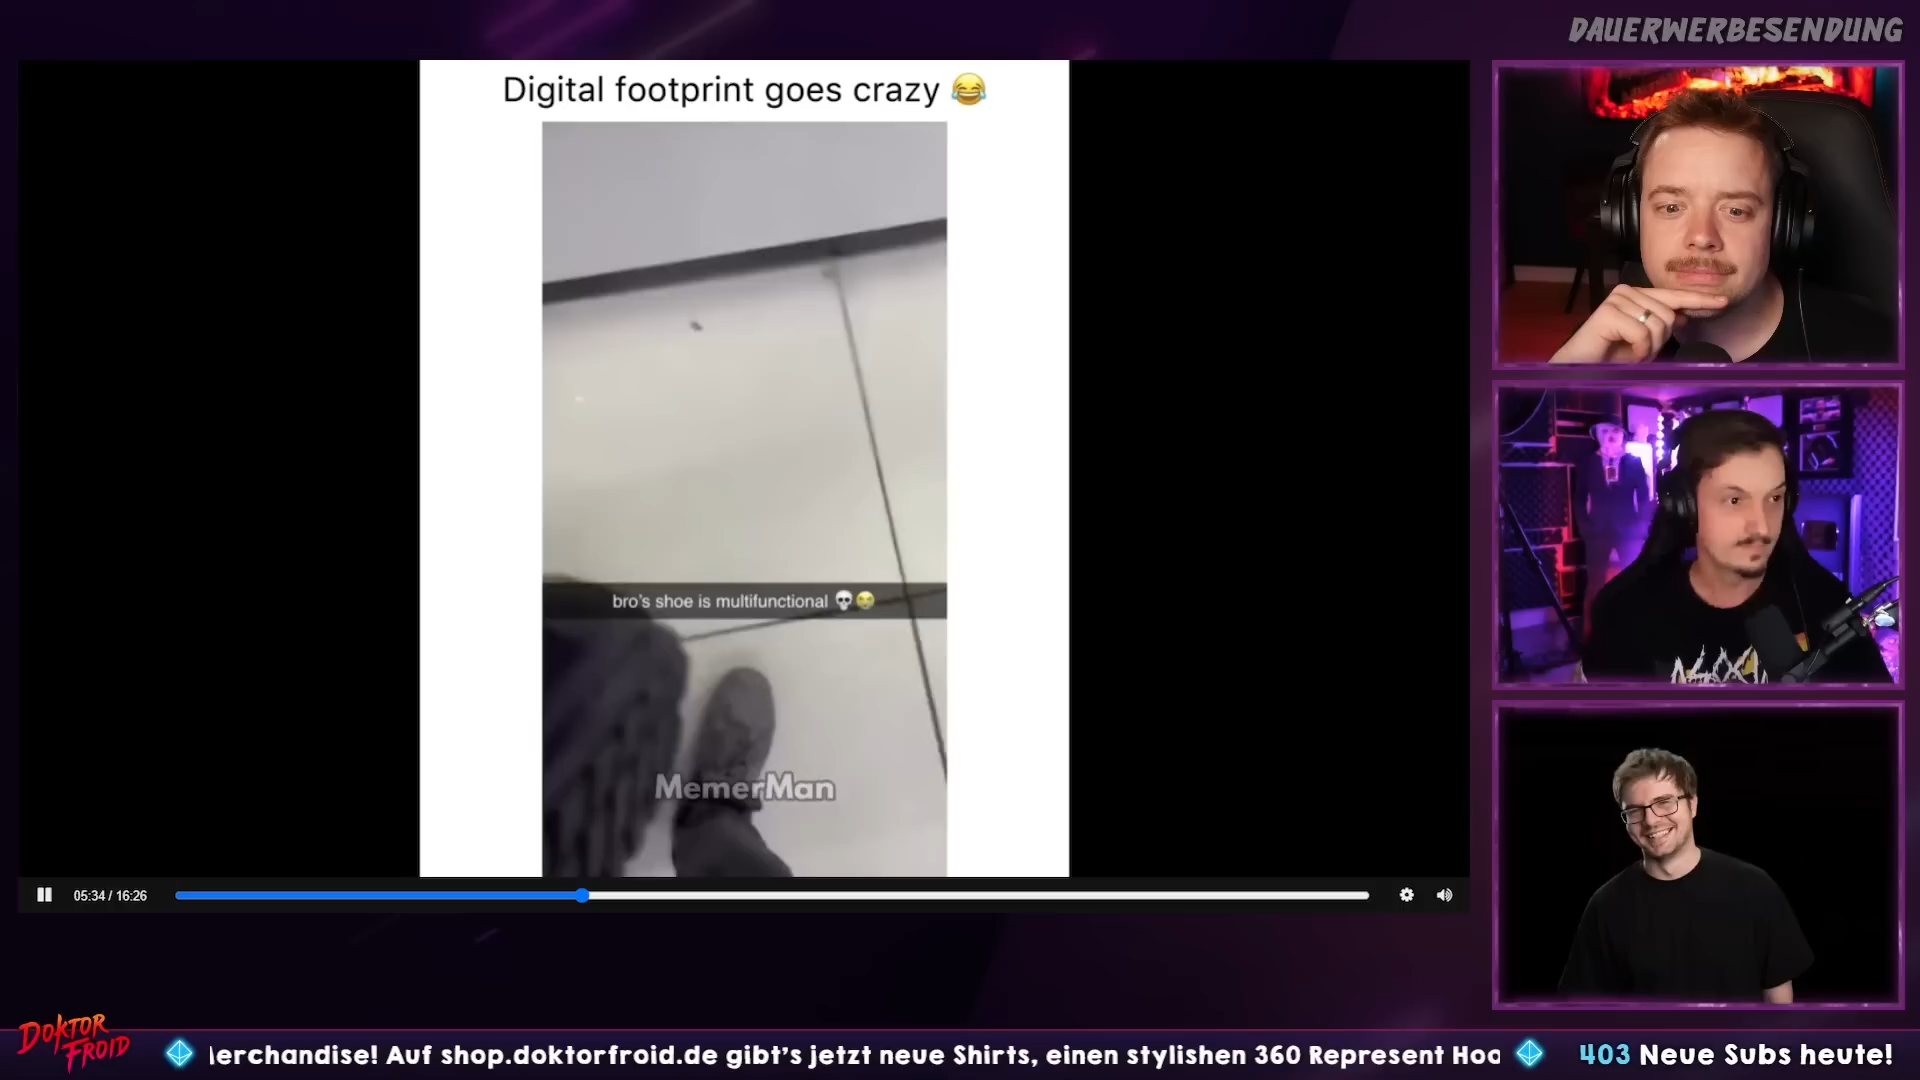 DAUERWERBESENDUNG
Digital footprint goes crazy 😂
bro's shoe is multifunctional 💀😭
MemerMan
05:34 / 16:26
DOKTOR
FROID
erchandise! Auf shop.doktorfroid.de gibt's jetzt neue Shirts, einen stylishen 360 Represent Hoo
403 Neue Subs heute!